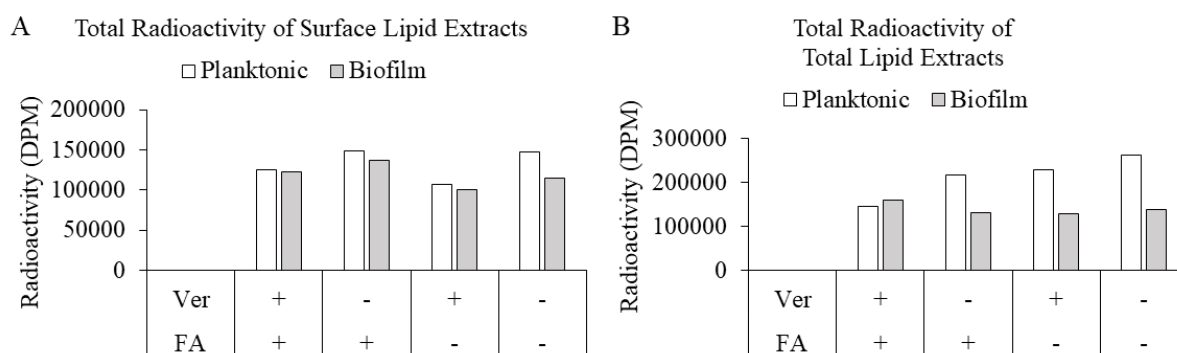 A Total Radioactivity of Surface Lipid Extracts
Planktonic Biofilm
Radioactivity (DPM)
200000
150000
100000
50000
0
Ver + - + -
FA + + - -
B Total Radioactivity of
Total Lipid Extracts
Planktonic Biofilm
Radioactivity (DPM)
300000
200000
100000
0
Ver + - + -
FA + + - -